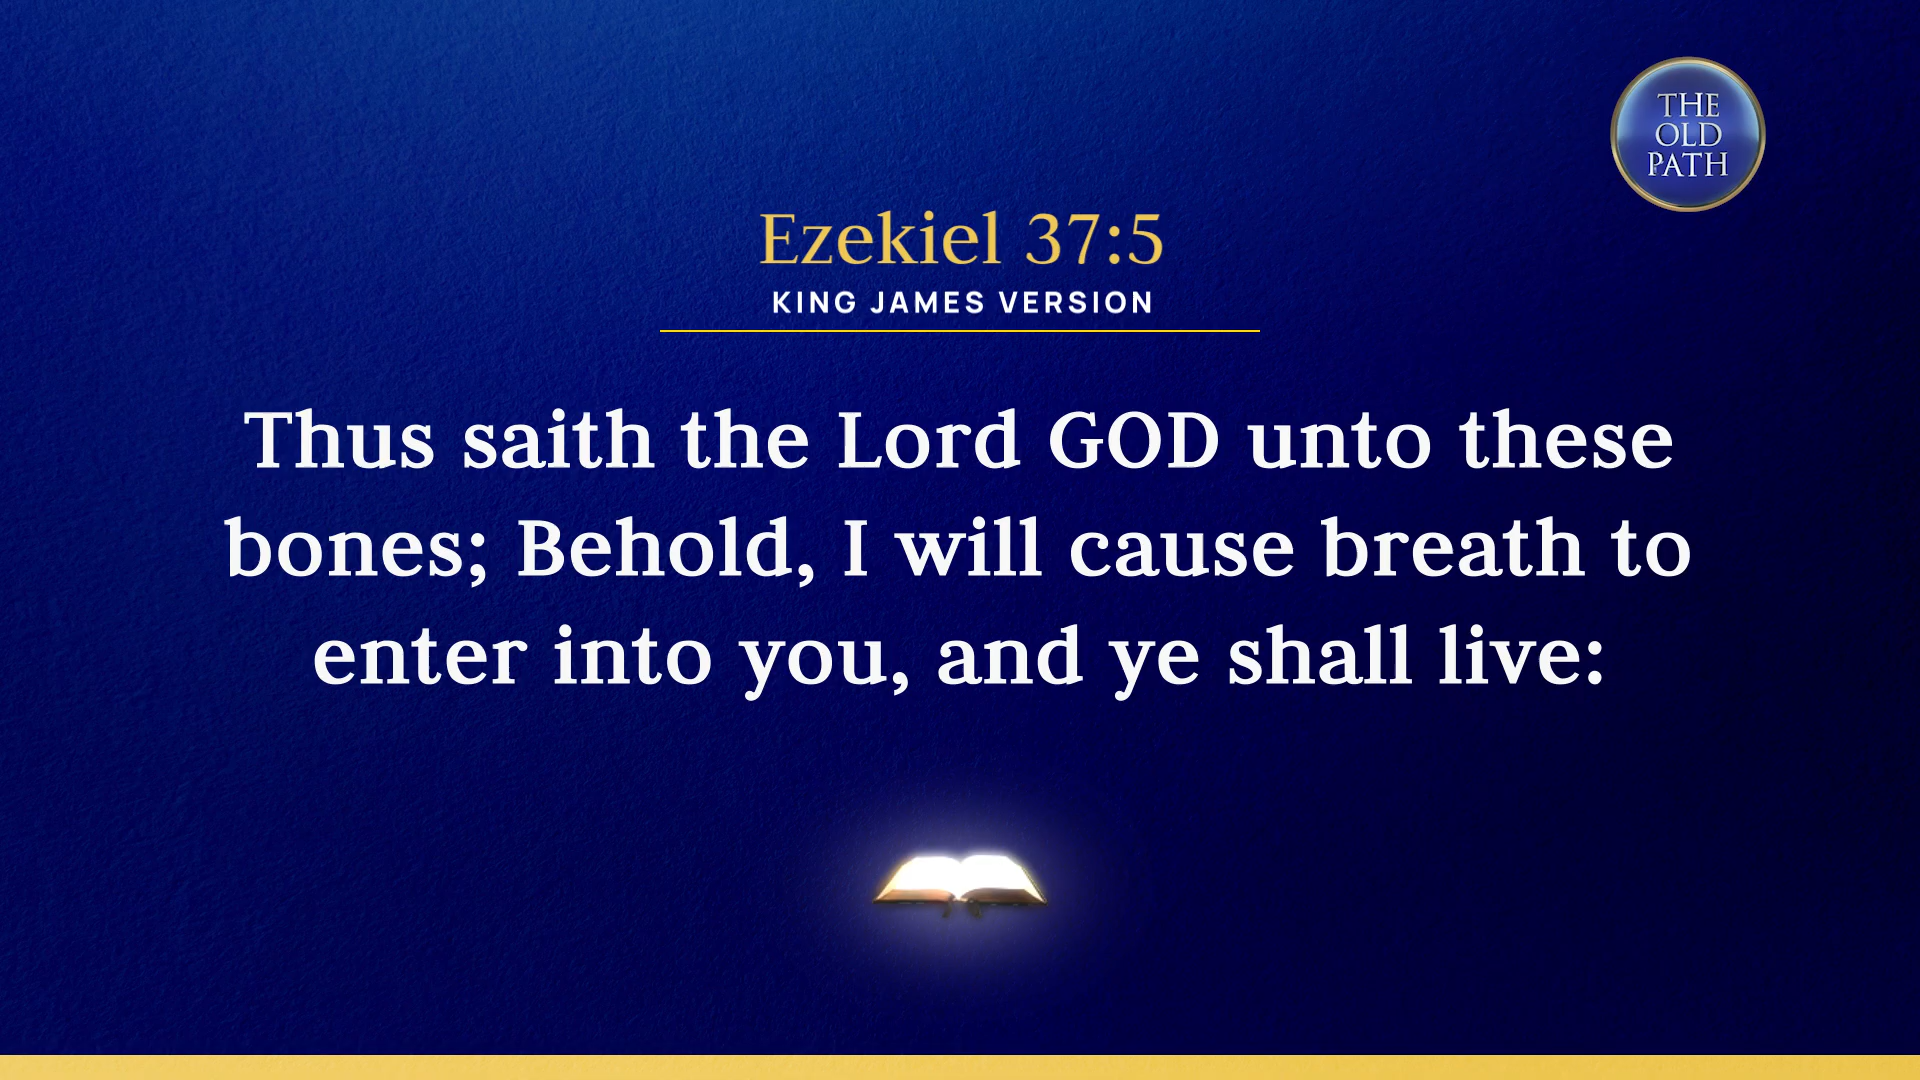 THE
OLD
PATH
Ezekiel 37:5
KING JAMES VERSION
Thus saith the Lord GOD unto these
bones; Behold, I will cause breath to
enter into you, and ye shall live: